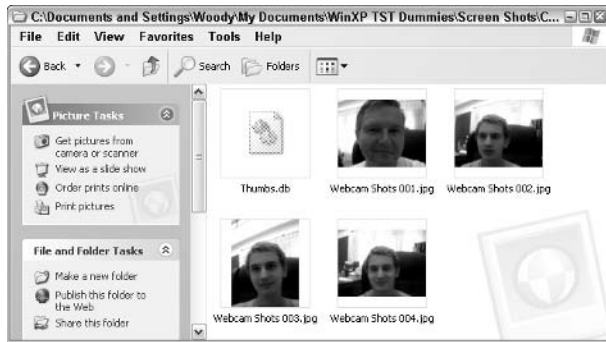 C:\Documents and Settings\Woody\My Documents\WinXP TST Dummies\Screen Shots\C...
File Edit View Favorites Tools Help
Back Search Folders
Picture Tasks
Get pictures from
camera or scanner
View as a slide show
Order prints online
Print pictures
File and Folder Tasks
Make a new folder
Publish this folder to
the Web
Share this folder
Thumbs.db Webcam Shots 001.jpg Webcam Shots 002.jpg
Webcam Shots 003.jpg Webcam Shots 004.jpg